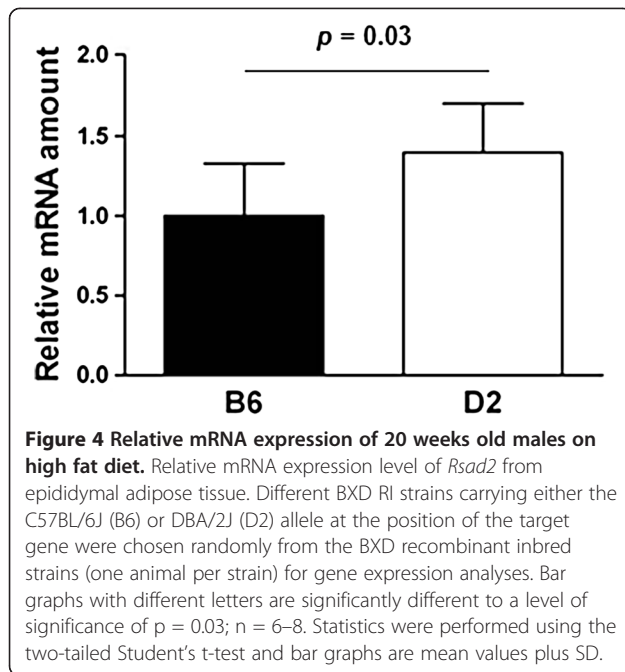 p = 0.03
Relative mRNA amount
2.0
1.5
1.0
0.5
0.0
B6
D2
Figure 4 Relative mRNA expression of 20 weeks old males on
high fat diet. Relative mRNA expression level of Rsad2 from
epididymal adipose tissue. Different BXD RI strains carrying either the
C57BL/6J (B6) or DBA/2J (D2) allele at the position of the target
gene were chosen randomly from the BXD recombinant inbred
strains (one animal per strain) for gene expression analyses. Bar
graphs with different letters are significantly different to a level of
significance of p = 0.03; n = 6–8. Statistics were performed using the
two-tailed Student's t-test and bar graphs are mean values plus SD.